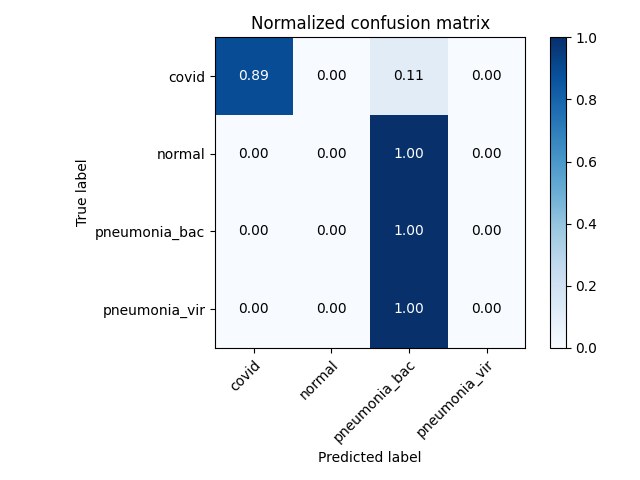 Normalized confusion matrix
covid 0.89 0.00 0.11 0.00
normal 0.00 0.00 1.00 0.00
pneumonia_bac 0.00 0.00 1.00 0.00
pneumonia_vir 0.00 0.00 1.00 0.00
True label
covid normal pneumonia_bac pneumonia_vir
Predicted label
1.0
0.8
0.6
0.4
0.2
0.0